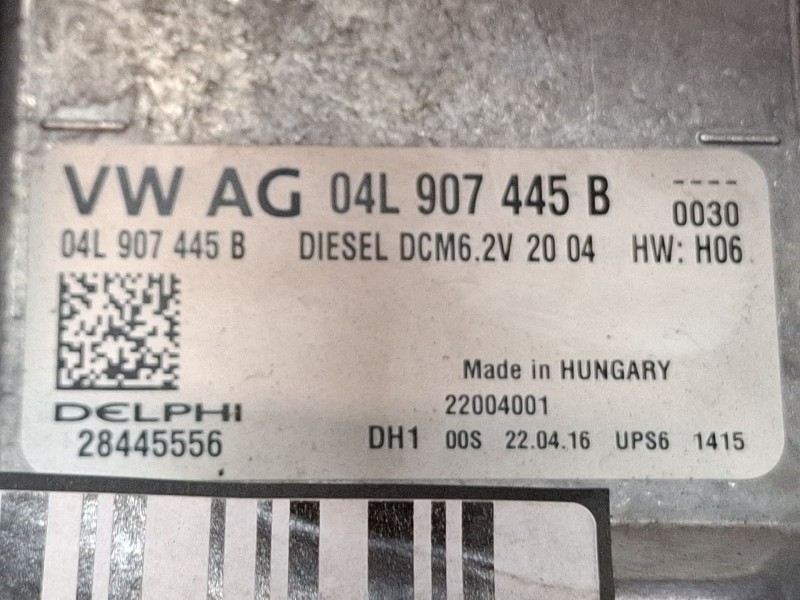 VW AG 04L 907 445 B ----
0030
04L 907 445 B DIESEL DCM6.2V 20 04 HW: H06
Made in HUNGARY
DELPHI 22004001
28445556 DH1 00S 22.04.16 UPS6 1415